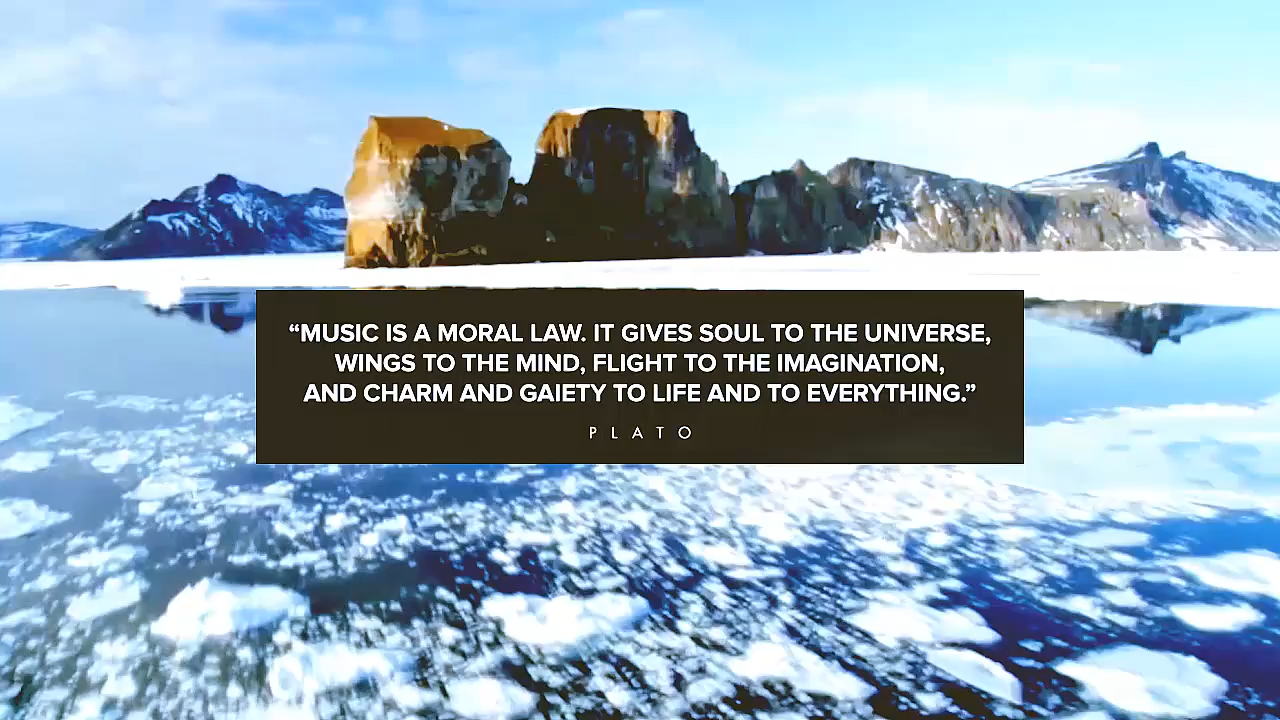 “MUSIC IS A MORAL LAW. IT GIVES SOUL TO THE UNIVERSE,
WINGS TO THE MIND, FLIGHT TO THE IMAGINATION,
AND CHARM AND GAIETY TO LIFE AND TO EVERYTHING.”
PLATO